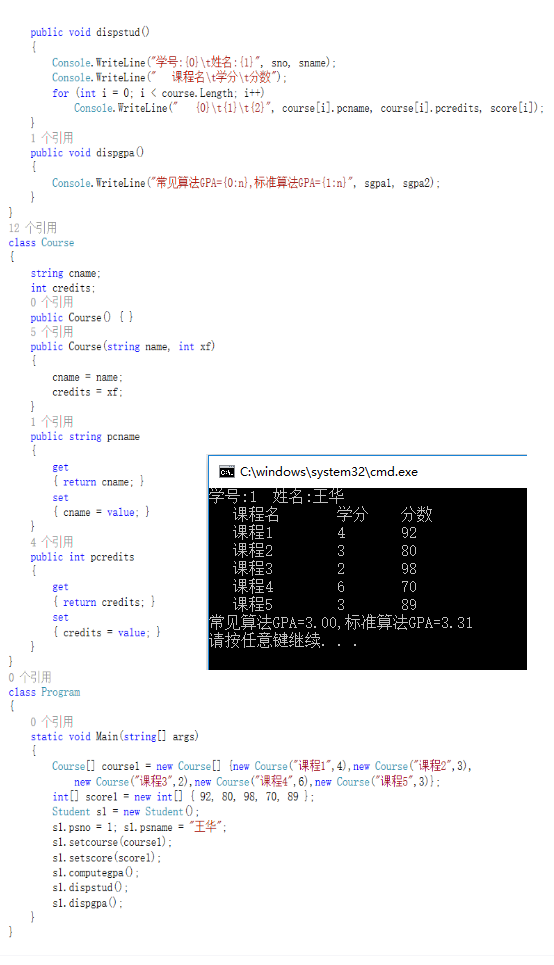 public void dispstud()
{
Console.WriteLine("学号:{0}\t姓名:{1}", sno, sname);
Console.WriteLine("   课程名\t学分\t分数");
for (int i = 0; i < course.Length; i++)
Console.WriteLine("   {0}\t{1}\t{2}", course[i].pcname, course[i].pcredits, score[i]);
}
1 个引用
public void dispgpa()
{
Console.WriteLine("常见算法GPA={0:n},标准算法GPA={1:n}", sgpa1, sgpa2);
}
}
12 个引用
class Course
{
string cname;
int credits;
0 个引用
public Course() { }
5 个引用
public Course(string name, int xf)
{
cname = name;
credits = xf;
}
1 个引用
public string pcname
{
get
{ return cname; }
set
{ cname = value; }
}
4 个引用
public int pcredits
{
get
{ return credits; }
set
{ credits = value; }
}
}
C:\windows\system32\cmd.exe
学号:1  姓名:王华
课程名 学分 分数
课程1 4 92
课程2 3 80
课程3 2 98
课程4 6 70
课程5 3 89
常见算法GPA=3.00,标准算法GPA=3.31
请按任意键继续. . .
0 个引用
class Program
{
0 个引用
static void Main(string[] args)
{
Course[] course1 = new Course[] {new Course("课程1",4),new Course("课程2",3),
new Course("课程3",2),new Course("课程4",6),new Course("课程5",3)};
int[] score1 = new int[] { 92, 80, 98, 70, 89 };
Student s1 = new Student();
s1.psno = 1; s1.psname = "王华";
s1.setcourse(course1);
s1.setscore(score1);
s1.computegpa();
s1.dispstud();
s1.dispgpa();
}
}